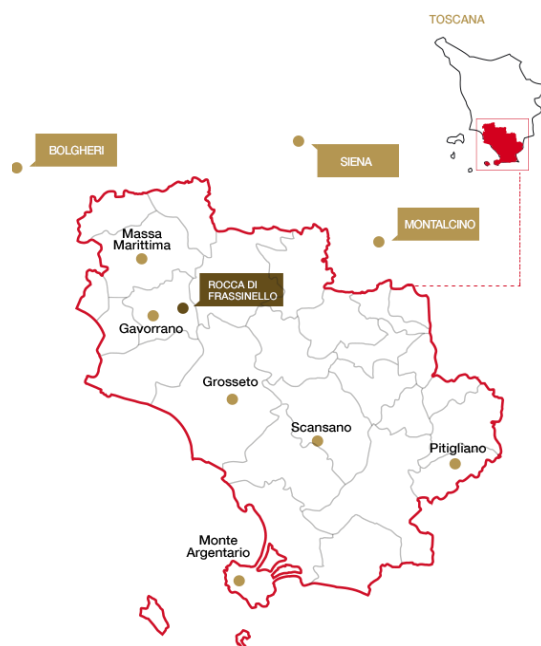 TOSCANA
BOLGHERI
SIENA
MONTALCINO
Massa
Marittima
ROCCA DI
FRASSINELLO
Gavorrano
Grosseto
Scansano
Pitigliano
Monte
Argentario